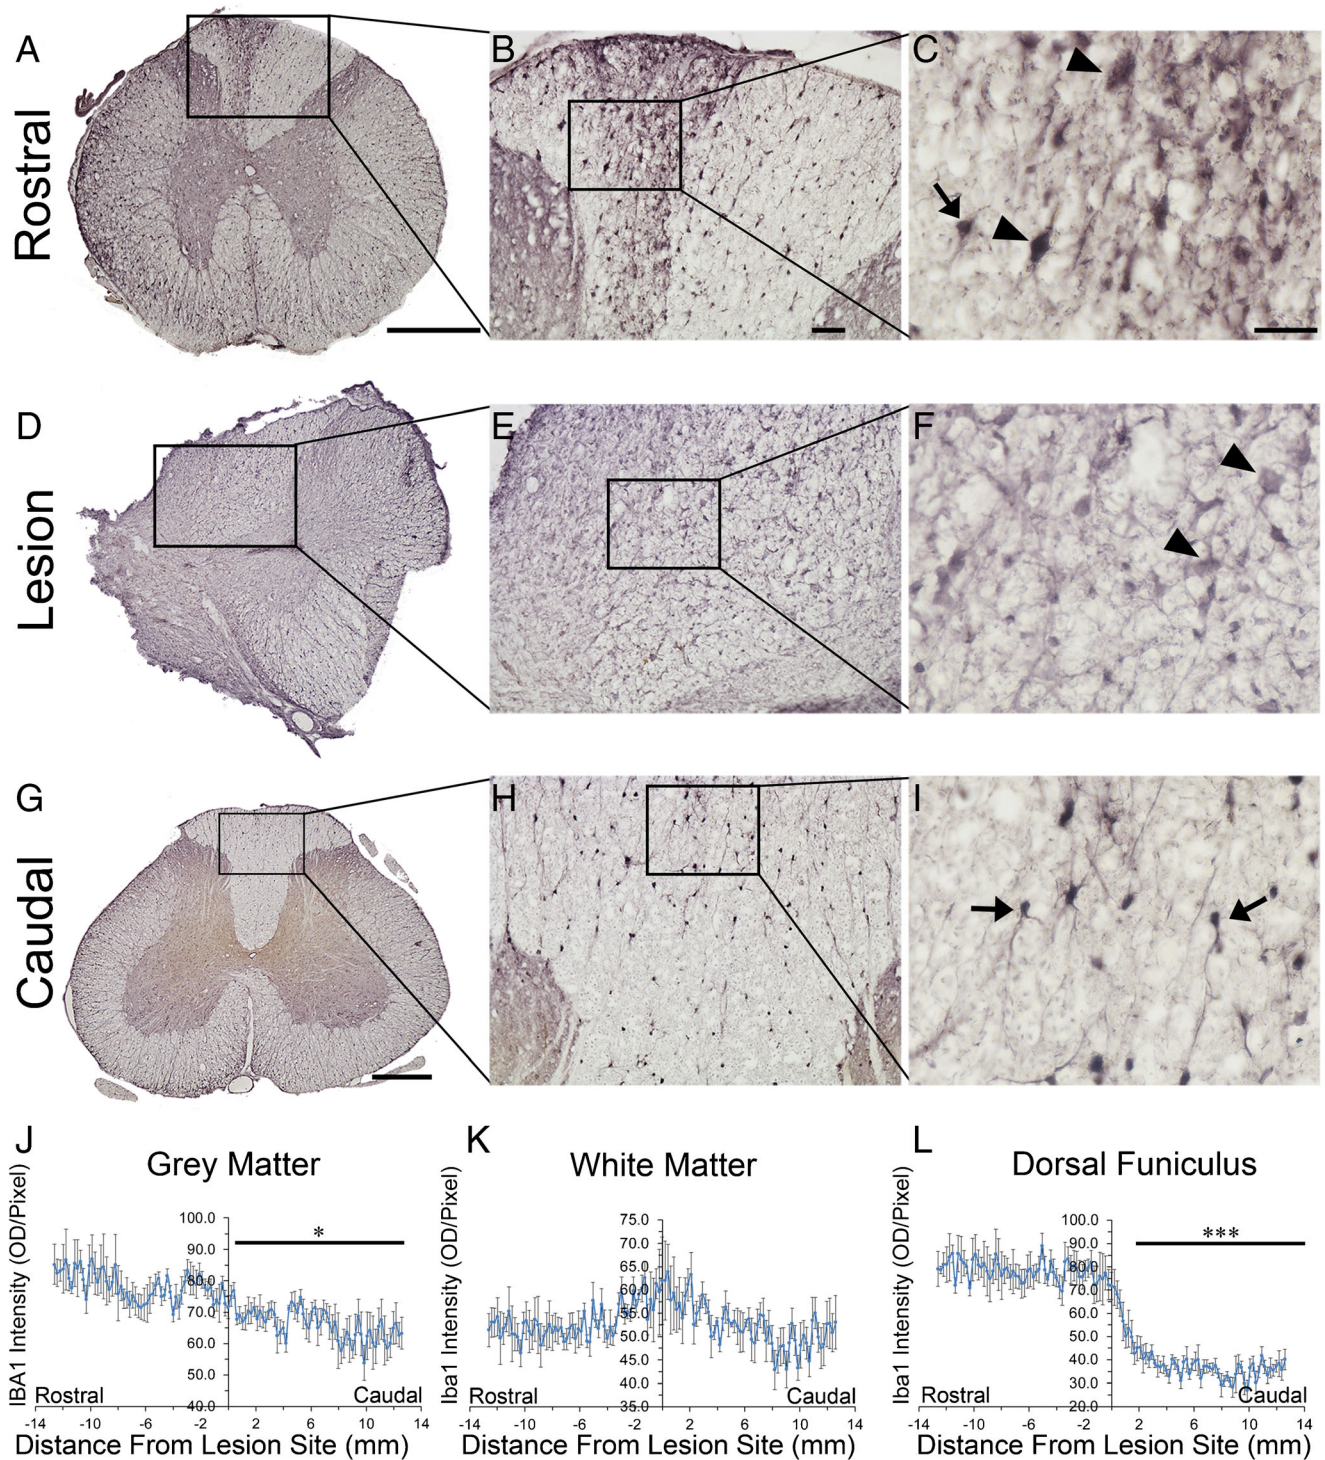 A
B
C
Rostral
D
E
F
Lesion
G
H
I
Caudal
J
K
L
Grey Matter
White Matter
Dorsal Funiculus
IBA1 Intensity (OD/Pixel)
100.0
90.0
80.0
70.0
60.0
50.0
40.0
*
Rostral
Caudal
-14 -10 -6 -2 2 6 10 14
Distance From Lesion Site (mm)
Iba1 Intensity (OD/Pixel)
75.0
70.0
65.0
60.0
55.0
50.0
45.0
40.0
35.0
Rostral
Caudal
-14 -10 -6 -2 2 6 10 14
Distance From Lesion Site (mm)
Iba1 Intensity (OD/Pixel)
100.0
90.0
80.0
70.0
60.0
50.0
40.0
30.0
20.0
***
Rostral
Caudal
-14 -10 -6 -2 2 6 10 14
Distance From Lesion Site (mm)